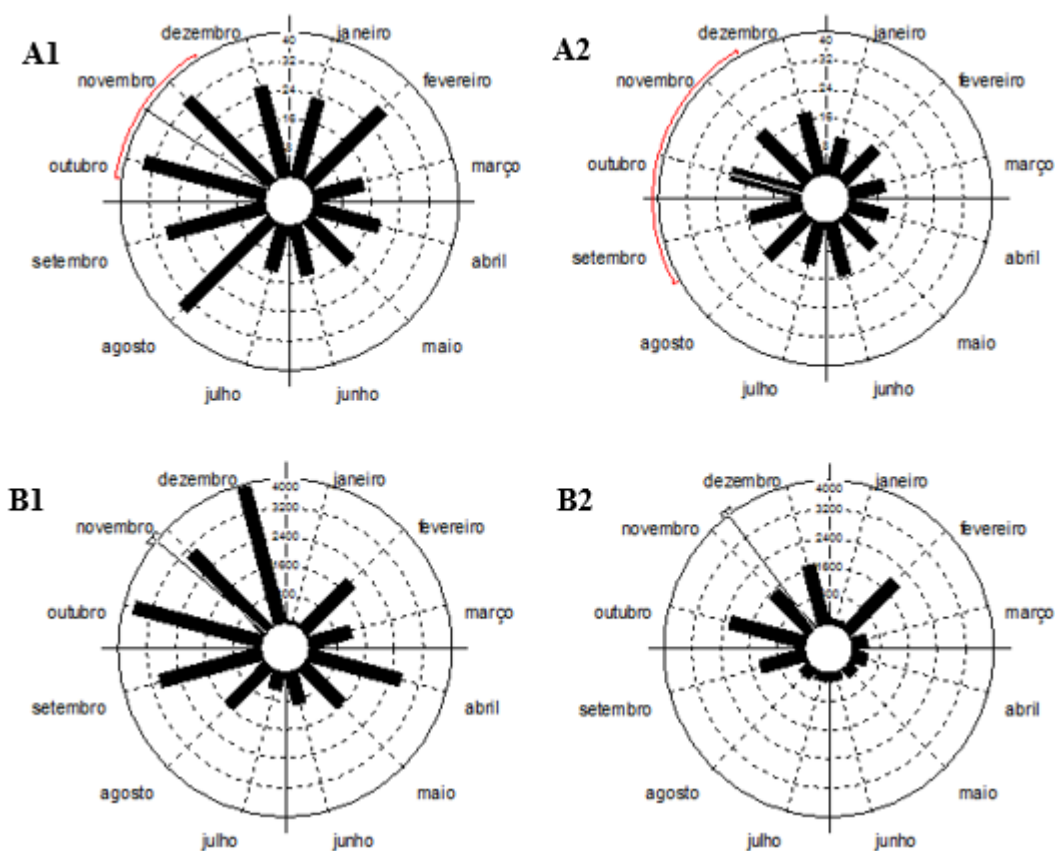 A1
dezembro
janeiro
novembro
fevereiro
outubro
março
setembro
abril
agosto
maio
julho
junho
40
32
24
16
A2
dezembro
janeiro
novembro
fevereiro
outubro
março
setembro
abril
agosto
maio
julho
junho
40
32
24
16
B1
dezembro
janeiro
novembro
fevereiro
outubro
março
setembro
abril
agosto
maio
julho
junho
4000
3200
2400
1600
B2
dezembro
janeiro
novembro
fevereiro
outubro
março
setembro
abril
agosto
maio
julho
junho
4000
3200
2400
1600